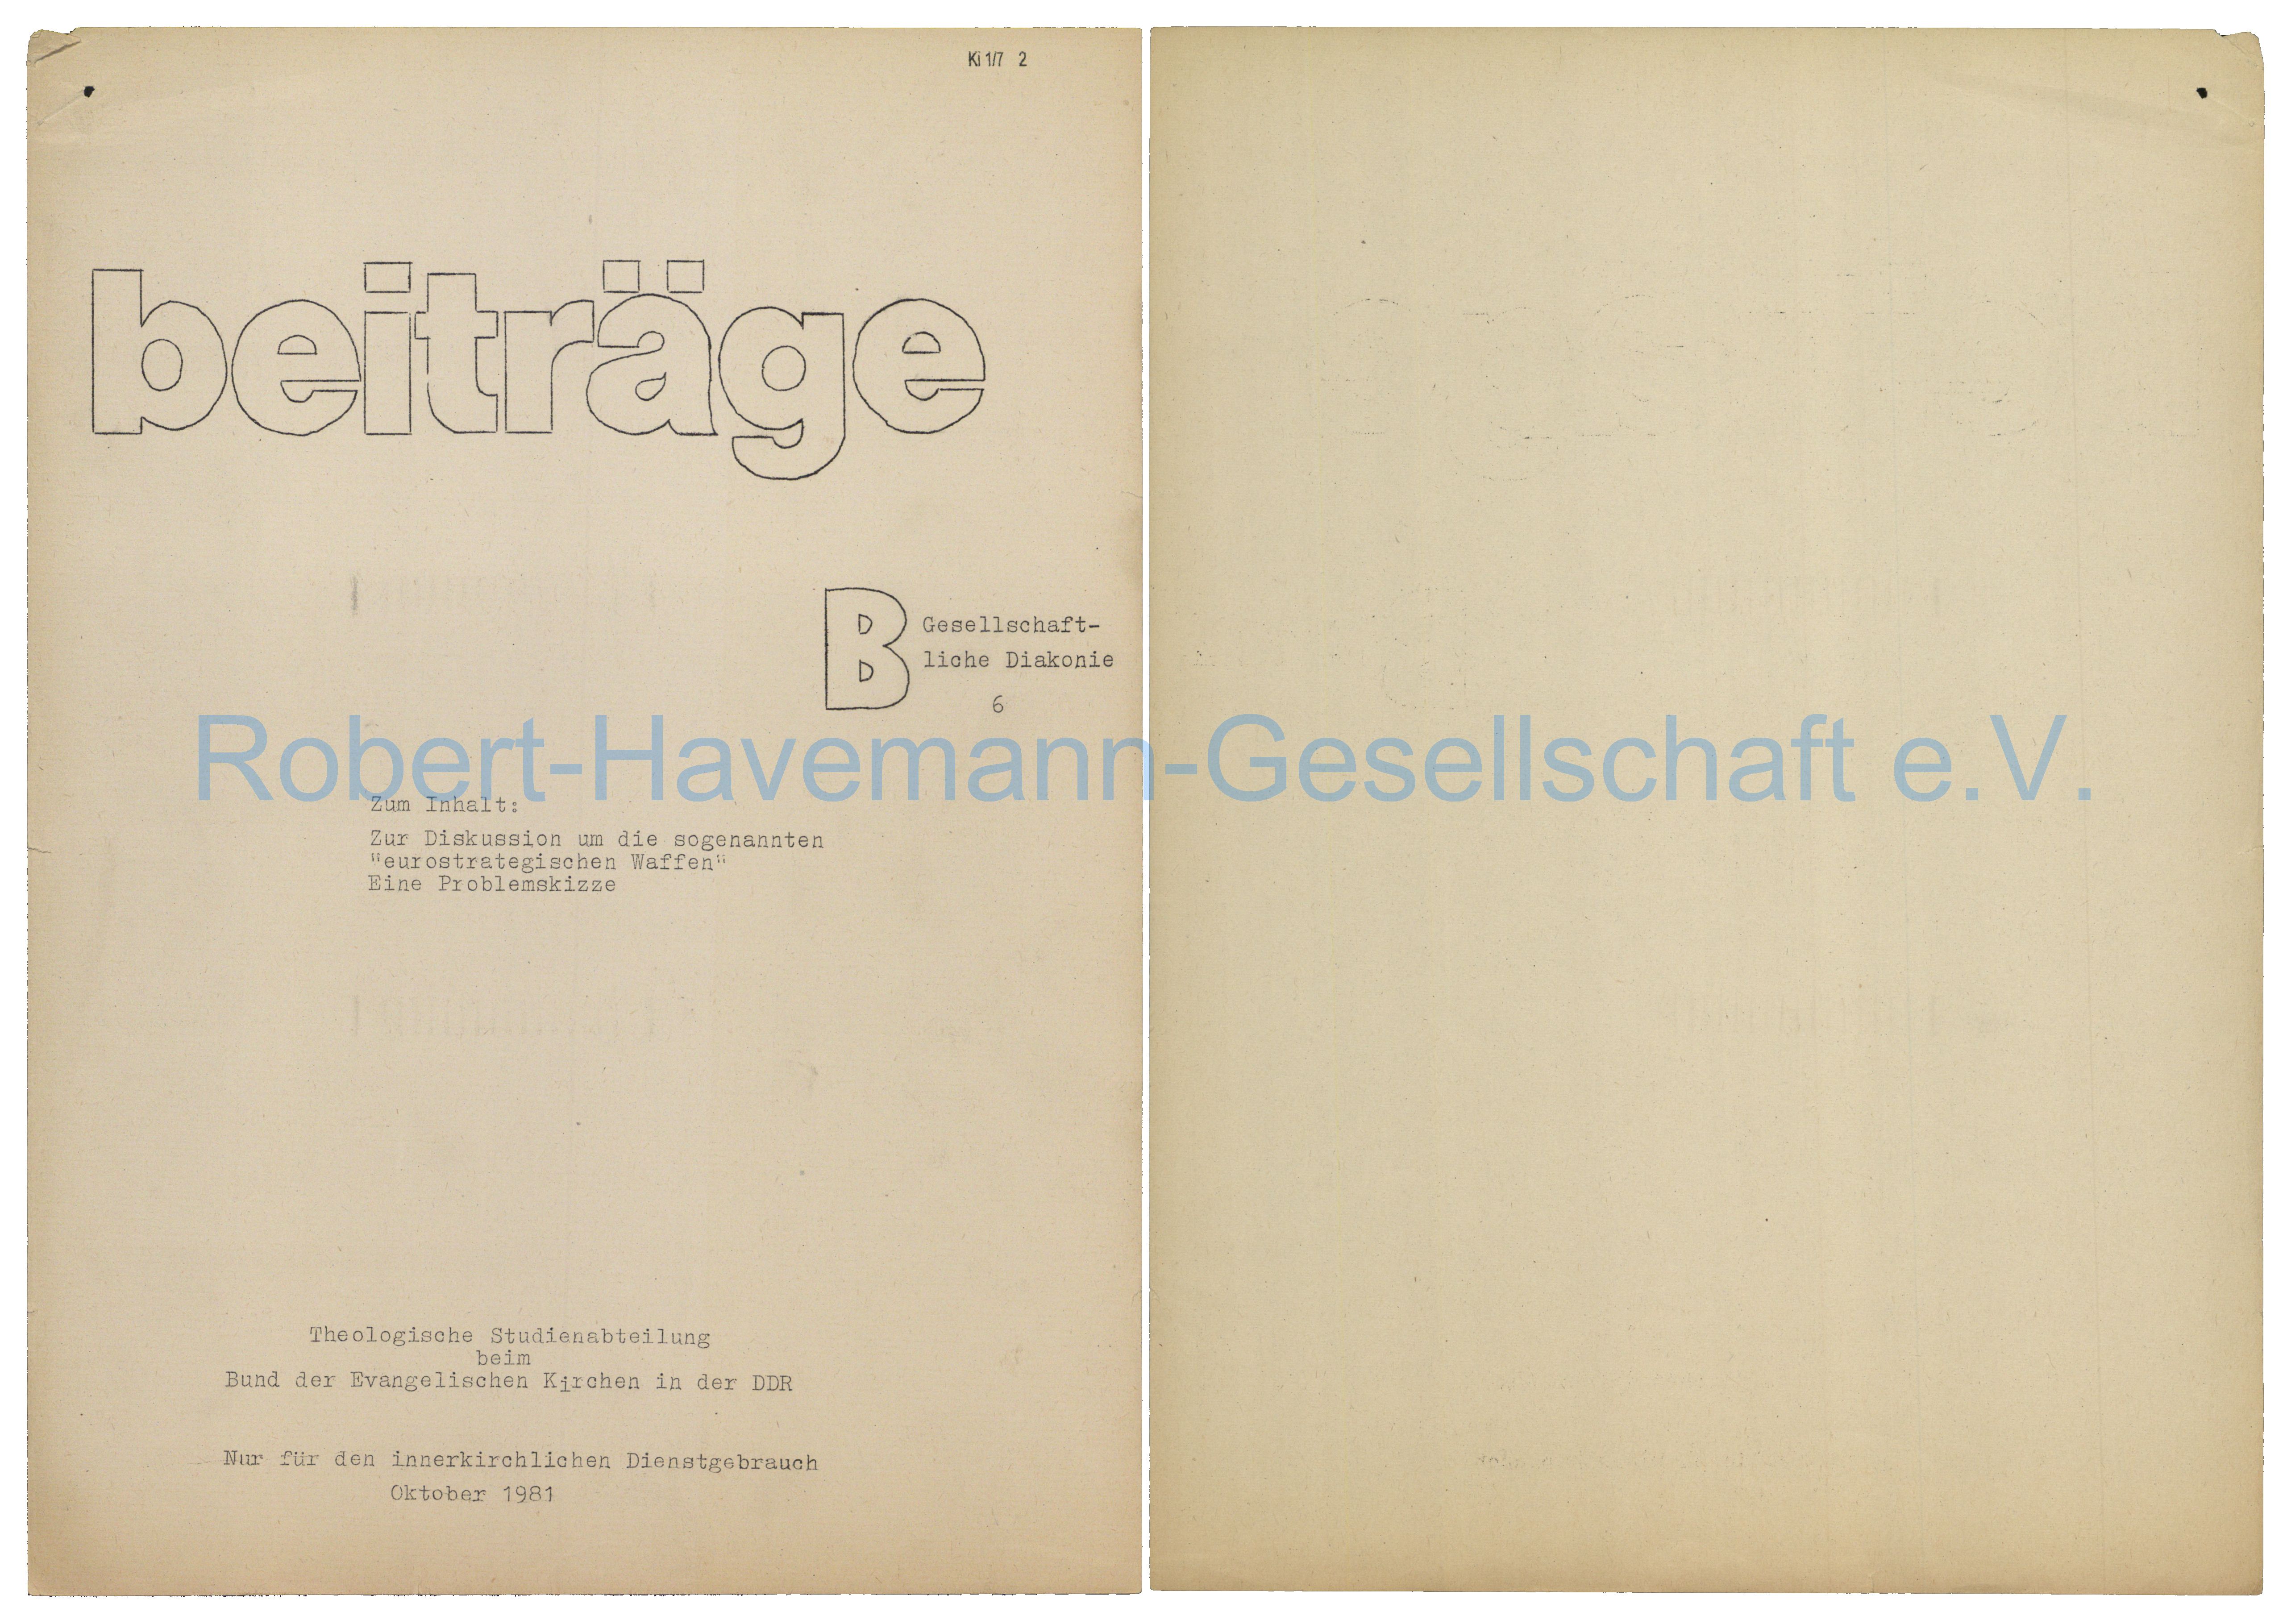 Ki 1/7 2
beiträge
B
Gesellschaft-
liche Diakonie
6
Robert-Havemann-Gesellschaft e.V.
Zum Inhalt:
Zur Diskussion um die sogenannten
"eurostrategischen Waffen"
Eine Problemskizze
Theologische Studienabteilung
beim
Bund der Evangelischen Kirchen in der DDR
Nur für den innerkirchlichen Dienstgebrauch
Oktober 1981